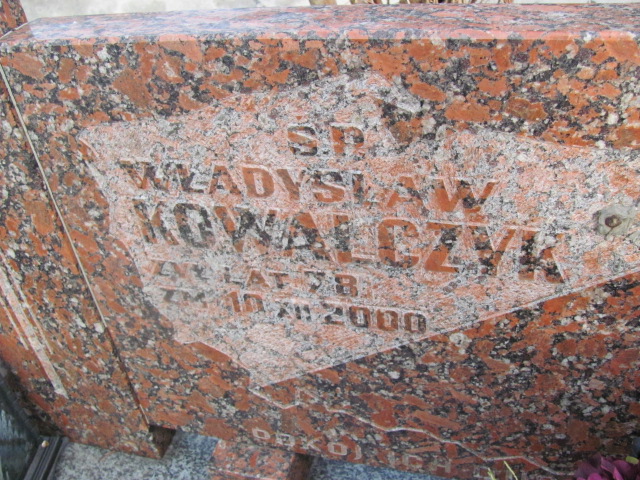 Ś.P.
WŁADYSŁAW
KOWALCZYK
ŻYŁ LAT 78
ZM. 10 XII 2000